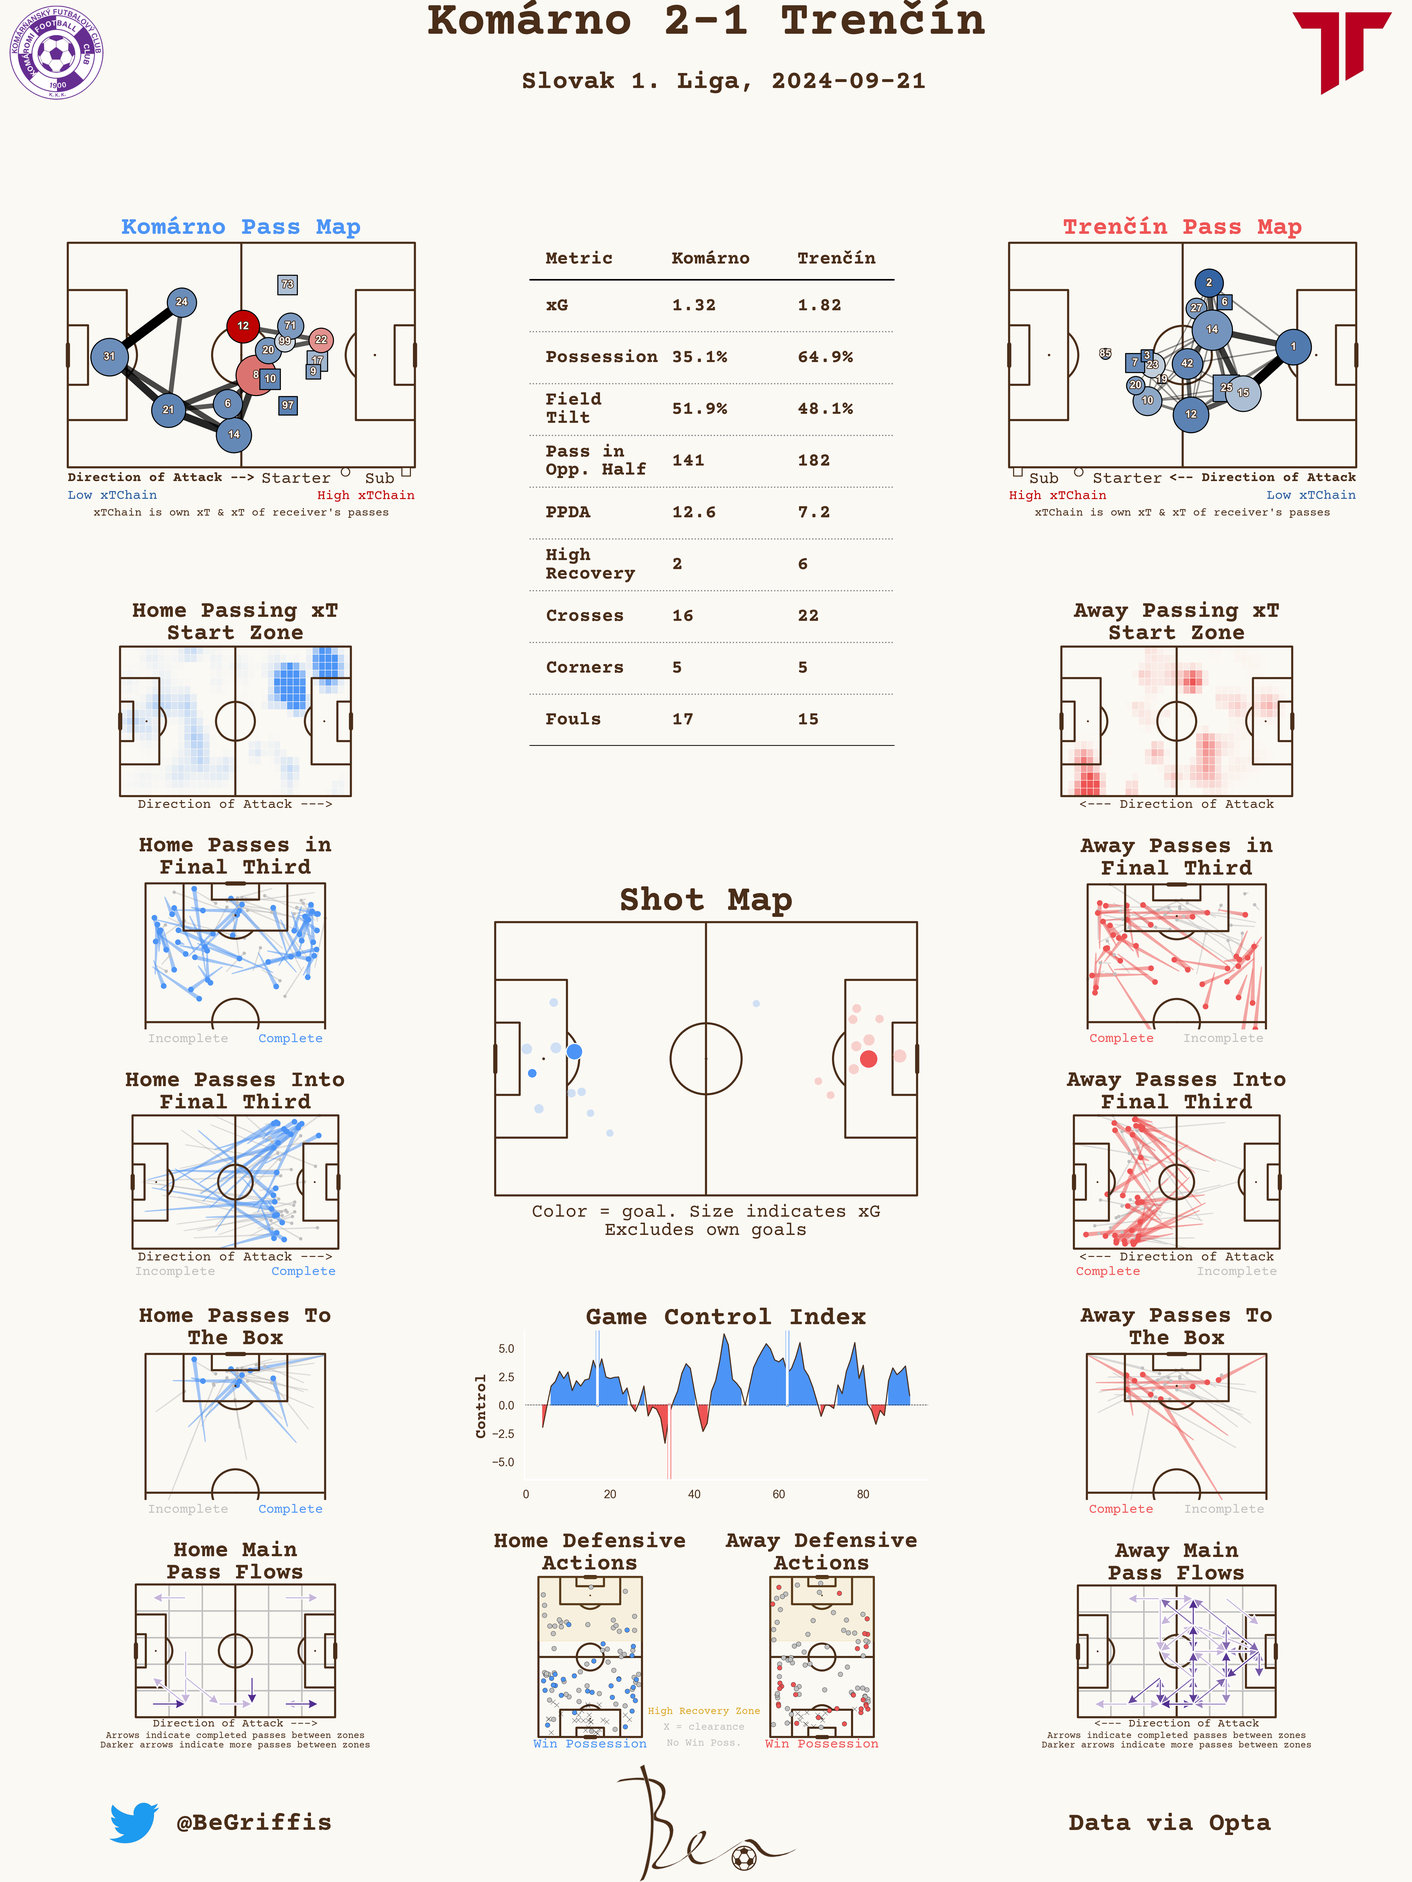 Komárno 2-1 Trenčín
Slovak 1. Liga, 2024-09-21
KOMÁRŇANSKÝ FUTBALOVÝ CLUB
KOMÁROMI FOOTBALL CLUB
1900
K.F.K.
Komárno Pass Map
73
24
12
71
22
99
20
17
31
9
8
10
6
97
21
14
Direction of Attack --> Starter Sub
Low xTChain High xTChain
xTChain is own xT & xT of receiver's passes
Metric Komárno Trenčín
xG 1.32 1.82
Possession 35.1% 64.9%
Field
Tilt 51.9% 48.1%
Pass in
Opp. Half 141 182
PPDA 12.6 7.2
High
Recovery 2 6
Crosses 16 22
Corners 5 5
Fouls 17 15
Trenčín Pass Map
2
27
6
14
1
85
3
7
23
42
19
20
25
15
10
12
Sub Starter <-- Direction of Attack
High xTChain Low xTChain
xTChain is own xT & xT of receiver's passes
Home Passing xT
Start Zone
Direction of Attack --->
Away Passing xT
Start Zone
<--- Direction of Attack
Home Passes in
Final Third
Incomplete Complete
Away Passes in
Final Third
Complete Incomplete
Shot Map
Color = goal. Size indicates xG
Excludes own goals
Home Passes Into
Final Third
Direction of Attack --->
Incomplete Complete
Away Passes Into
Final Third
<--- Direction of Attack
Complete Incomplete
Home Passes To
The Box
Incomplete Complete
Game Control Index
Control
5.0
2.5
0.0
−2.5
−5.0
0 20 40 60 80
Away Passes To
The Box
Complete Incomplete
Home Main
Pass Flows
Direction of Attack --->
Arrows indicate completed passes between zones
Darker arrows indicate more passes between zones
Home Defensive
Actions
Win Possession
High Recovery Zone
X = clearance
No Win Poss.
Away Defensive
Actions
Win Possession
Away Main
Pass Flows
<--- Direction of Attack
Arrows indicate completed passes between zones
Darker arrows indicate more passes between zones
@BeGriffis
Data via Opta